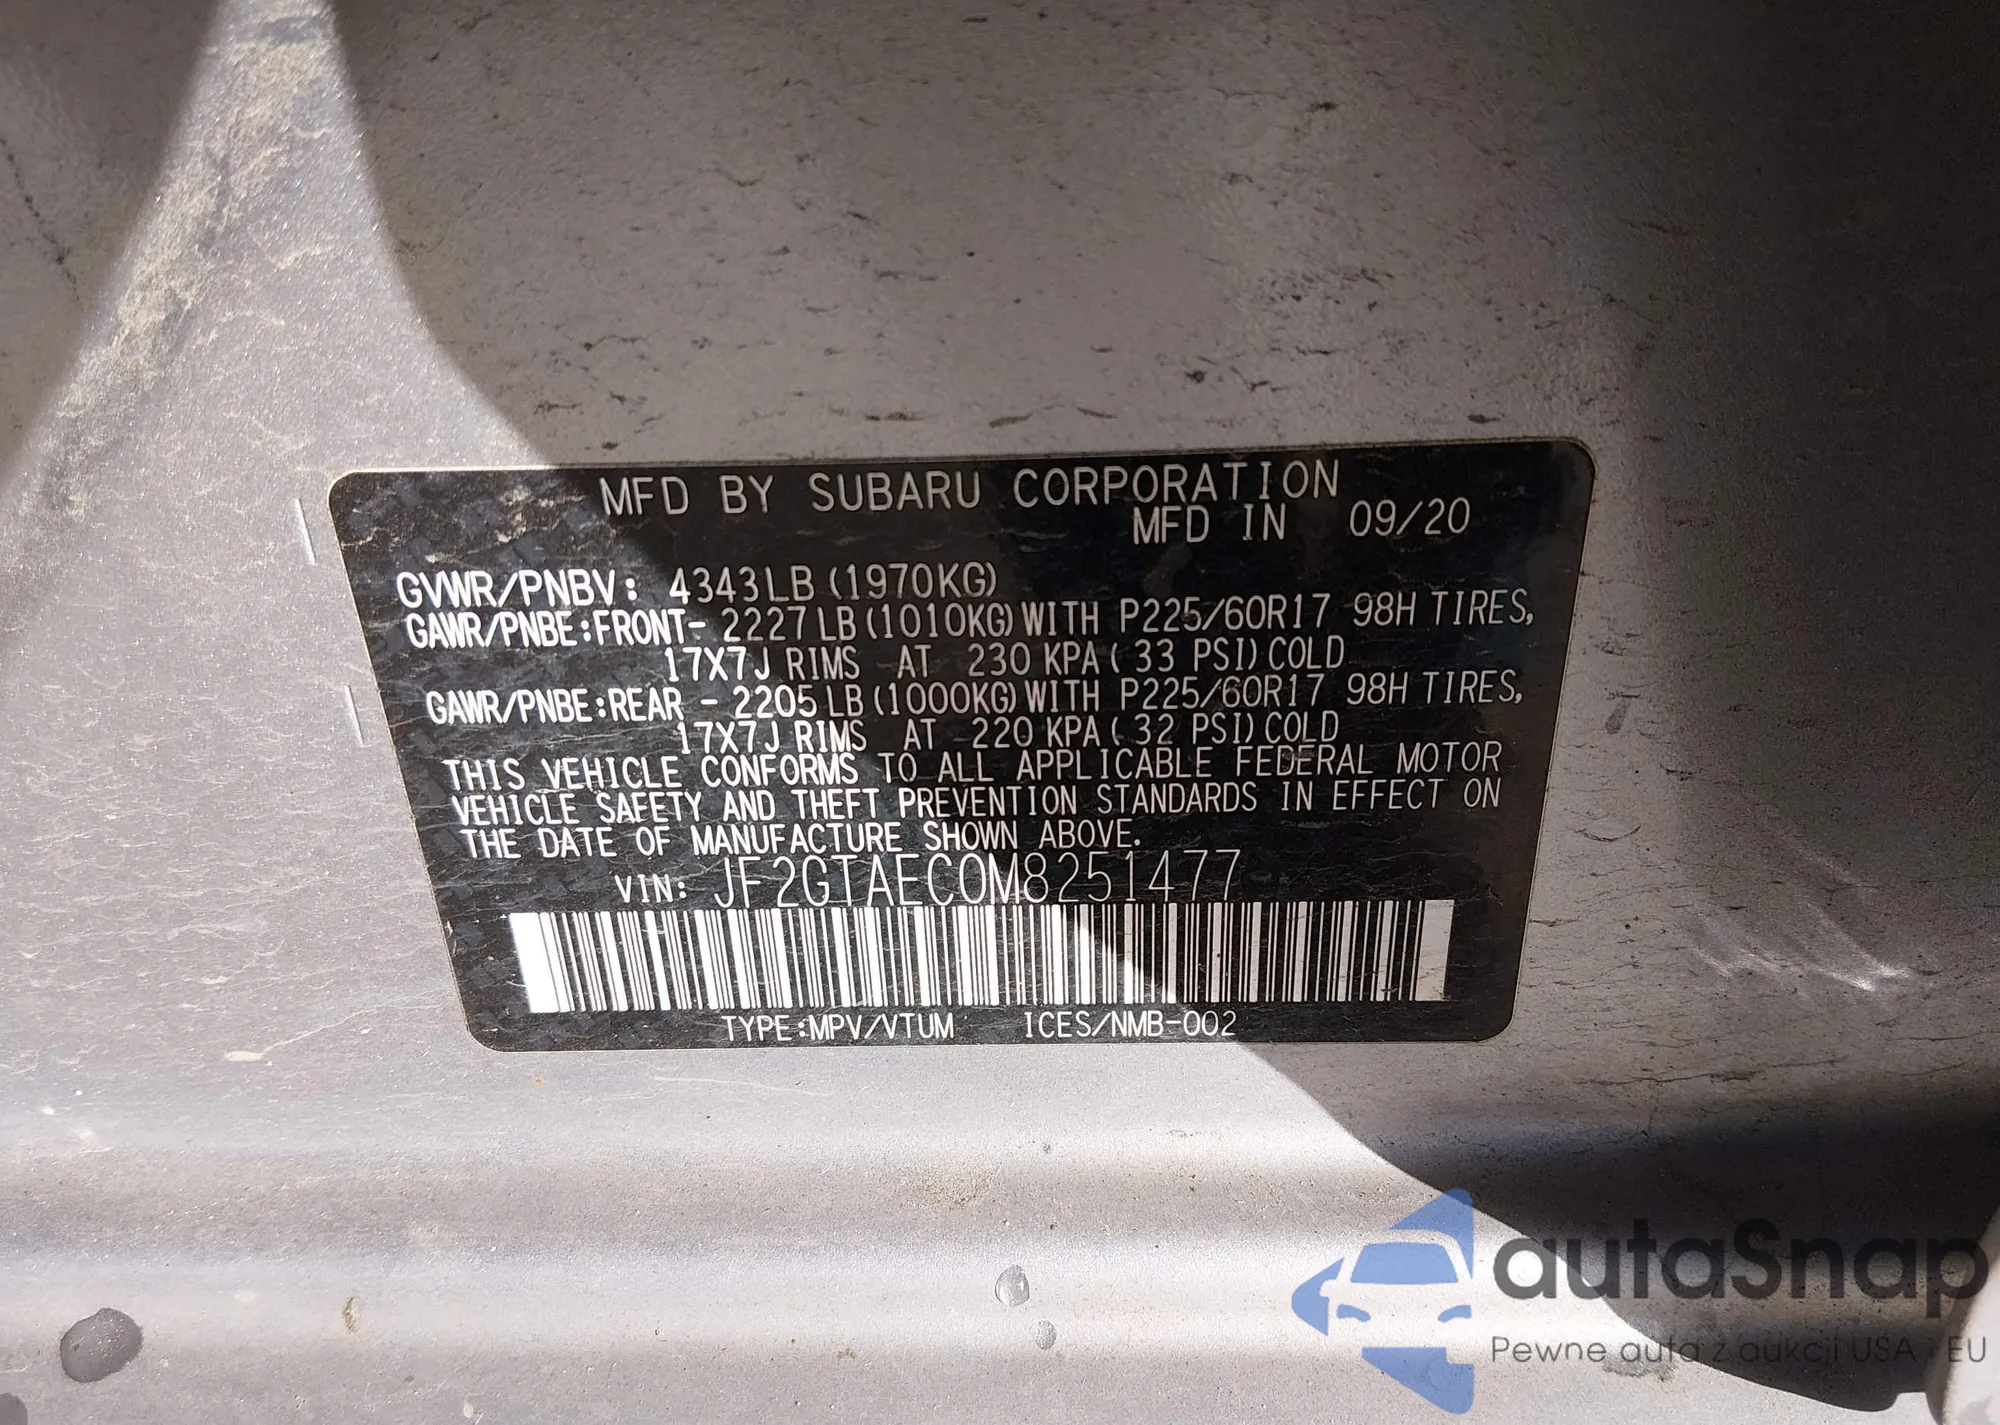 MFD BY SUBARU CORPORATION
MFD IN 09/20
GVWR/PNBV: 4343LB (1970KG)
GAWR/PNBE:FRONT- 2227LB (1010KG) WITH P225/60R17 98H TIRES,
17X7J RIMS AT 230 KPA (33 PSI) COLD
GAWR/PNBE:REAR - 2205LB (1000KG) WITH P225/60R17 98H TIRES,
17X7J RIMS AT 220 KPA (32 PSI) COLD
THIS VEHICLE CONFORMS TO ALL APPLICABLE FEDERAL MOTOR
VEHICLE SAFETY AND THEFT PREVENTION STANDARDS IN EFFECT ON
THE DATE OF MANUFACTURE SHOWN ABOVE.
VIN: JF2GTAEC0M8251477
TYPE:MPV/VTUM ICES/NMB-002
autaSnap
Pewne auta z aukcji USA i EU